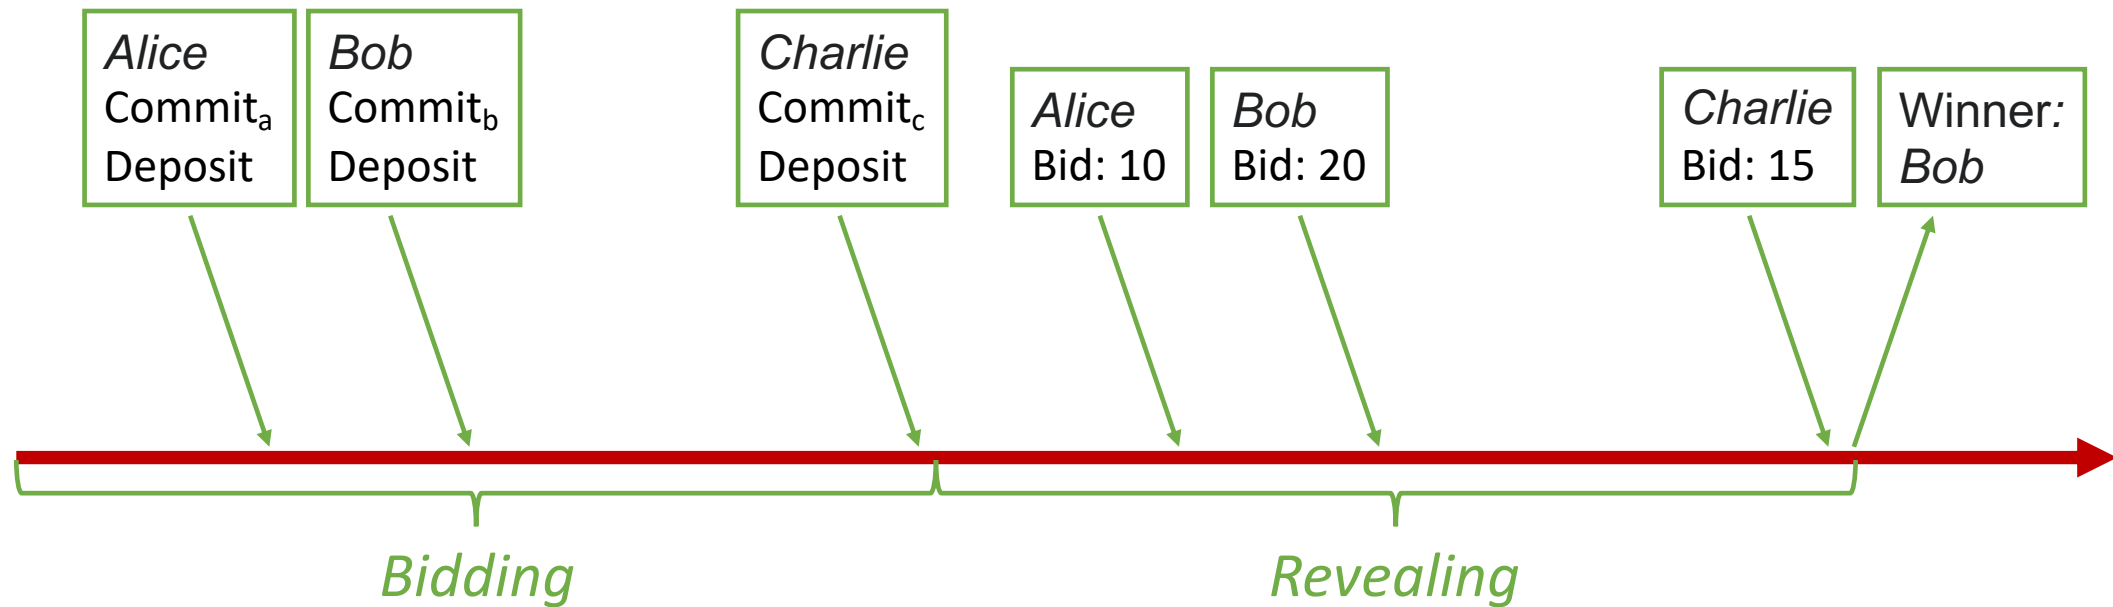 Alice
Commita
Deposit
Bob
Commitb
Deposit
Charlie
Commitc
Deposit
Alice
Bid: 10
Bob
Bid: 20
Charlie
Bid: 15
Winner:
Bob
Bidding
Revealing